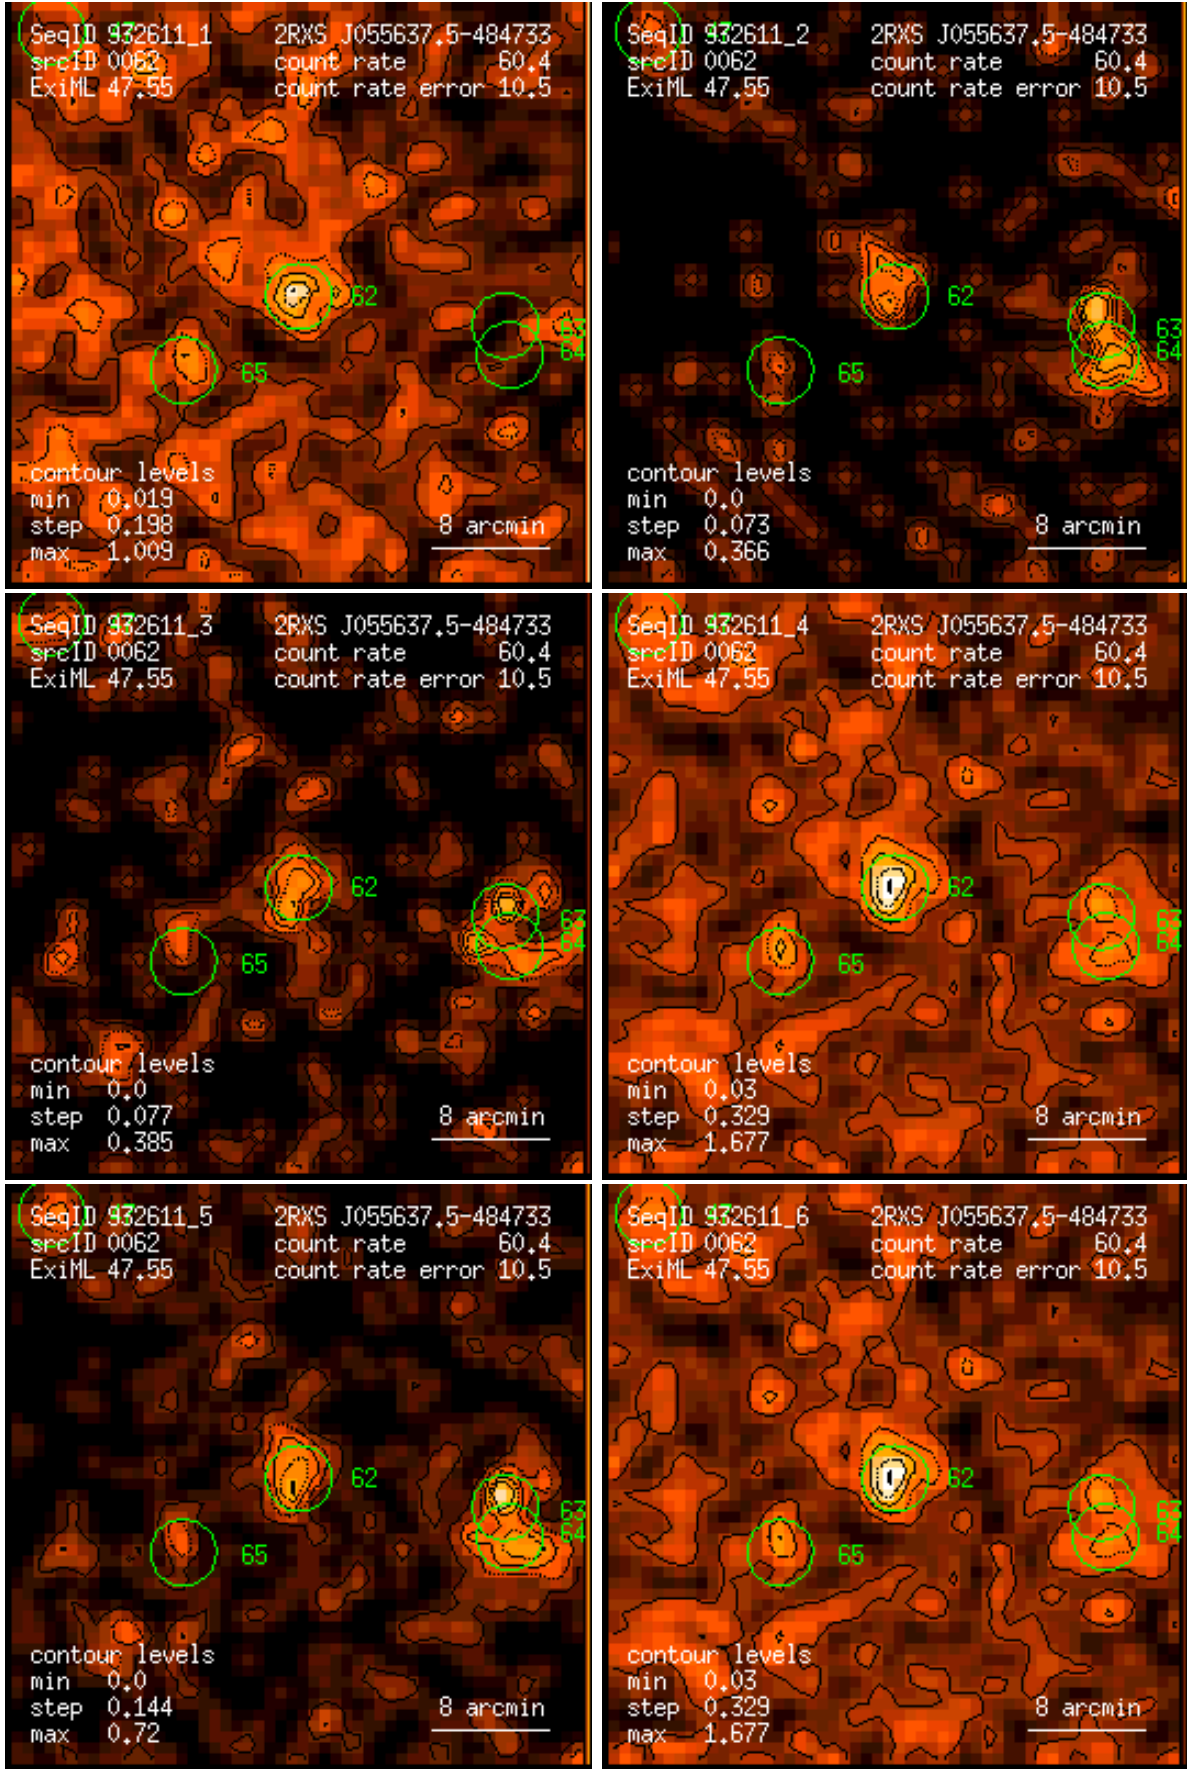 SeqID 932611_1 2RXS J055637.5-484733
srcID 0062 count rate 60.4
ExiML 47.55 count rate error 10.5
62
63
64
65
contour levels
min 0.019
step 0.198
max 1.009
8 arcmin
SeqID 932611_2 2RXS J055637.5-484733
srcID 0062 count rate 60.4
ExiML 47.55 count rate error 10.5
62
63
64
65
contour levels
min 0.0
step 0.073
max 0.366
8 arcmin
SeqID 932611_3 2RXS J055637.5-484733
srcID 0062 count rate 60.4
ExiML 47.55 count rate error 10.5
62
63
64
65
contour levels
min 0.0
step 0.077
max 0.385
8 arcmin
SeqID 932611_4 2RXS J055637.5-484733
srcID 0062 count rate 60.4
ExiML 47.55 count rate error 10.5
62
63
64
65
contour levels
min 0.03
step 0.329
max 1.677
8 arcmin
SeqID 932611_5 2RXS J055637.5-484733
srcID 0062 count rate 60.4
ExiML 47.55 count rate error 10.5
62
63
64
65
contour levels
min 0.0
step 0.144
max 0.72
8 arcmin
SeqID 932611_6 2RXS J055637.5-484733
srcID 0062 count rate 60.4
ExiML 47.55 count rate error 10.5
62
63
64
65
contour levels
min 0.03
step 0.329
max 1.677
8 arcmin